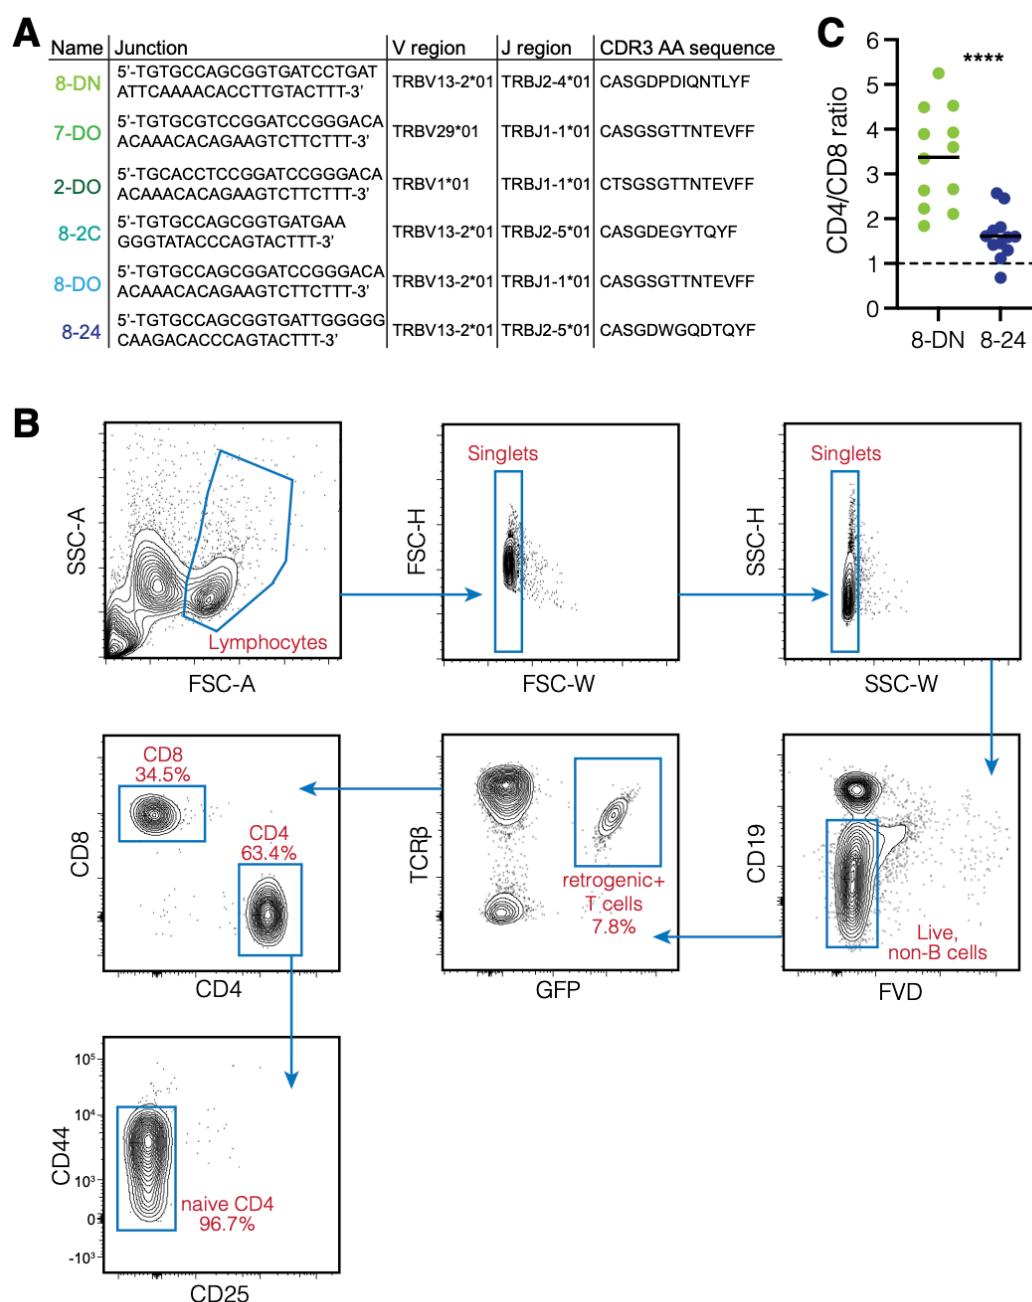 A
Name Junction V region J region CDR3 AA sequence
8-DN 5'-TGTGCCAGCGGTGATCCTGAT TRBV13-2*01 TRBJ2-4*01 CASGDPDIQNTLYF
ATTCAAAACACCTTGTACTTT-3'
7-DO 5'-TGTGCGTCCGGATCCGGGACA TRBV29*01 TRBJ1-1*01 CASGSGTTNTEVFF
ACAAACACAGAAGTCTTCTTT-3'
2-DO 5'-TGCACCTCCGGATCCGGGACA TRBV1*01 TRBJ1-1*01 CTSGSGTTNTEVFF
ACAAACACAGAAGTCTTCTTT-3'
8-2C 5'-TGTGCCAGCGGTGATGAA TRBV13-2*01 TRBJ2-5*01 CASGDEGYTQYF
GGGTATACCCAGTACTTT-3'
8-DO 5'-TGTGCCAGCGGATCCGGGACA TRBV13-2*01 TRBJ1-1*01 CASGSGTTNTEVFF
ACAAACACAGAAGTCTTCTTT-3'
8-24 5'-TGTGCCAGCGGTGATTGGGGG TRBV13-2*01 TRBJ2-5*01 CASGDWGQDTQYF
CAAGACACCCAGTACTTT-3'
C
CD4/CD8 ratio
6
5
4
3
2
1
0
****
8-DN 8-24
B
SSC-A
Lymphocytes
FSC-A
FSC-H
Singlets
FSC-W
SSC-H
Singlets
SSC-W
CD8
CD8
34.5%
CD4
63.4%
CD4
TCRβ
retrogenic+
T cells
7.8%
GFP
CD19
Live,
non-B cells
FVD
CD44
10⁵
10⁴
10³
0
-10³
naive CD4
96.7%
CD25